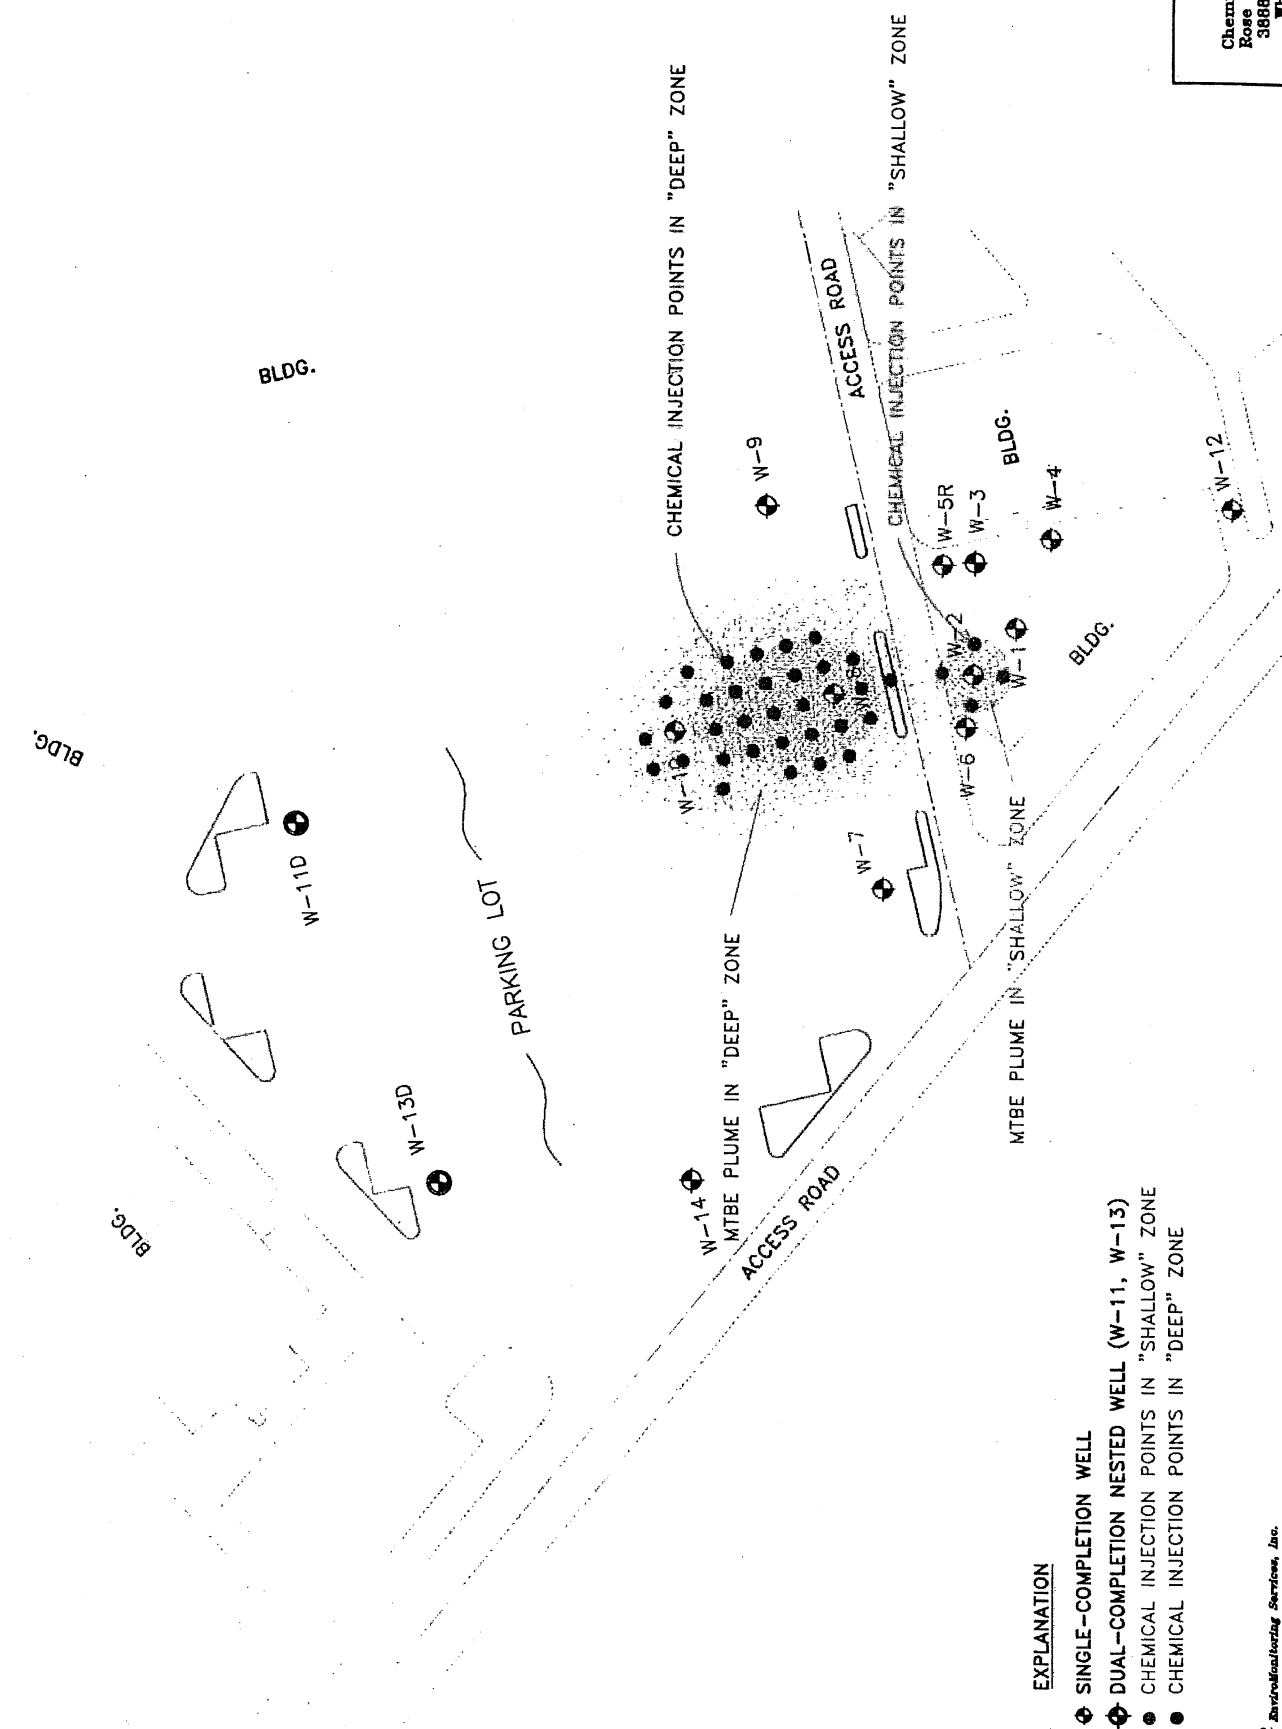 BLDG.
BLDG.
BLDG.
W-11D
W-13D
PARKING LOT
CHEMICAL INJECTION POINTS IN "DEEP" ZONE
CHEMICAL INJECTION POINTS IN "SHALLOW" ZONE
ACCESS ROAD
W-9
W-7
W-14
MTBE PLUME IN "DEEP" ZONE
ACCESS ROAD
W-5R
W-3
W-4
W-2
W-1
W-6
W-12
BLDG.
BLDG.
MTBE PLUME IN "SHALLOW" ZONE
EXPLANATION
SINGLE-COMPLETION WELL
DUAL-COMPLETION NESTED WELL (W-11, W-13)
CHEMICAL INJECTION POINTS IN "SHALLOW" ZONE
CHEMICAL INJECTION POINTS IN "DEEP" ZONE
EnviroMonitoring Services, Inc.
Rose
3888